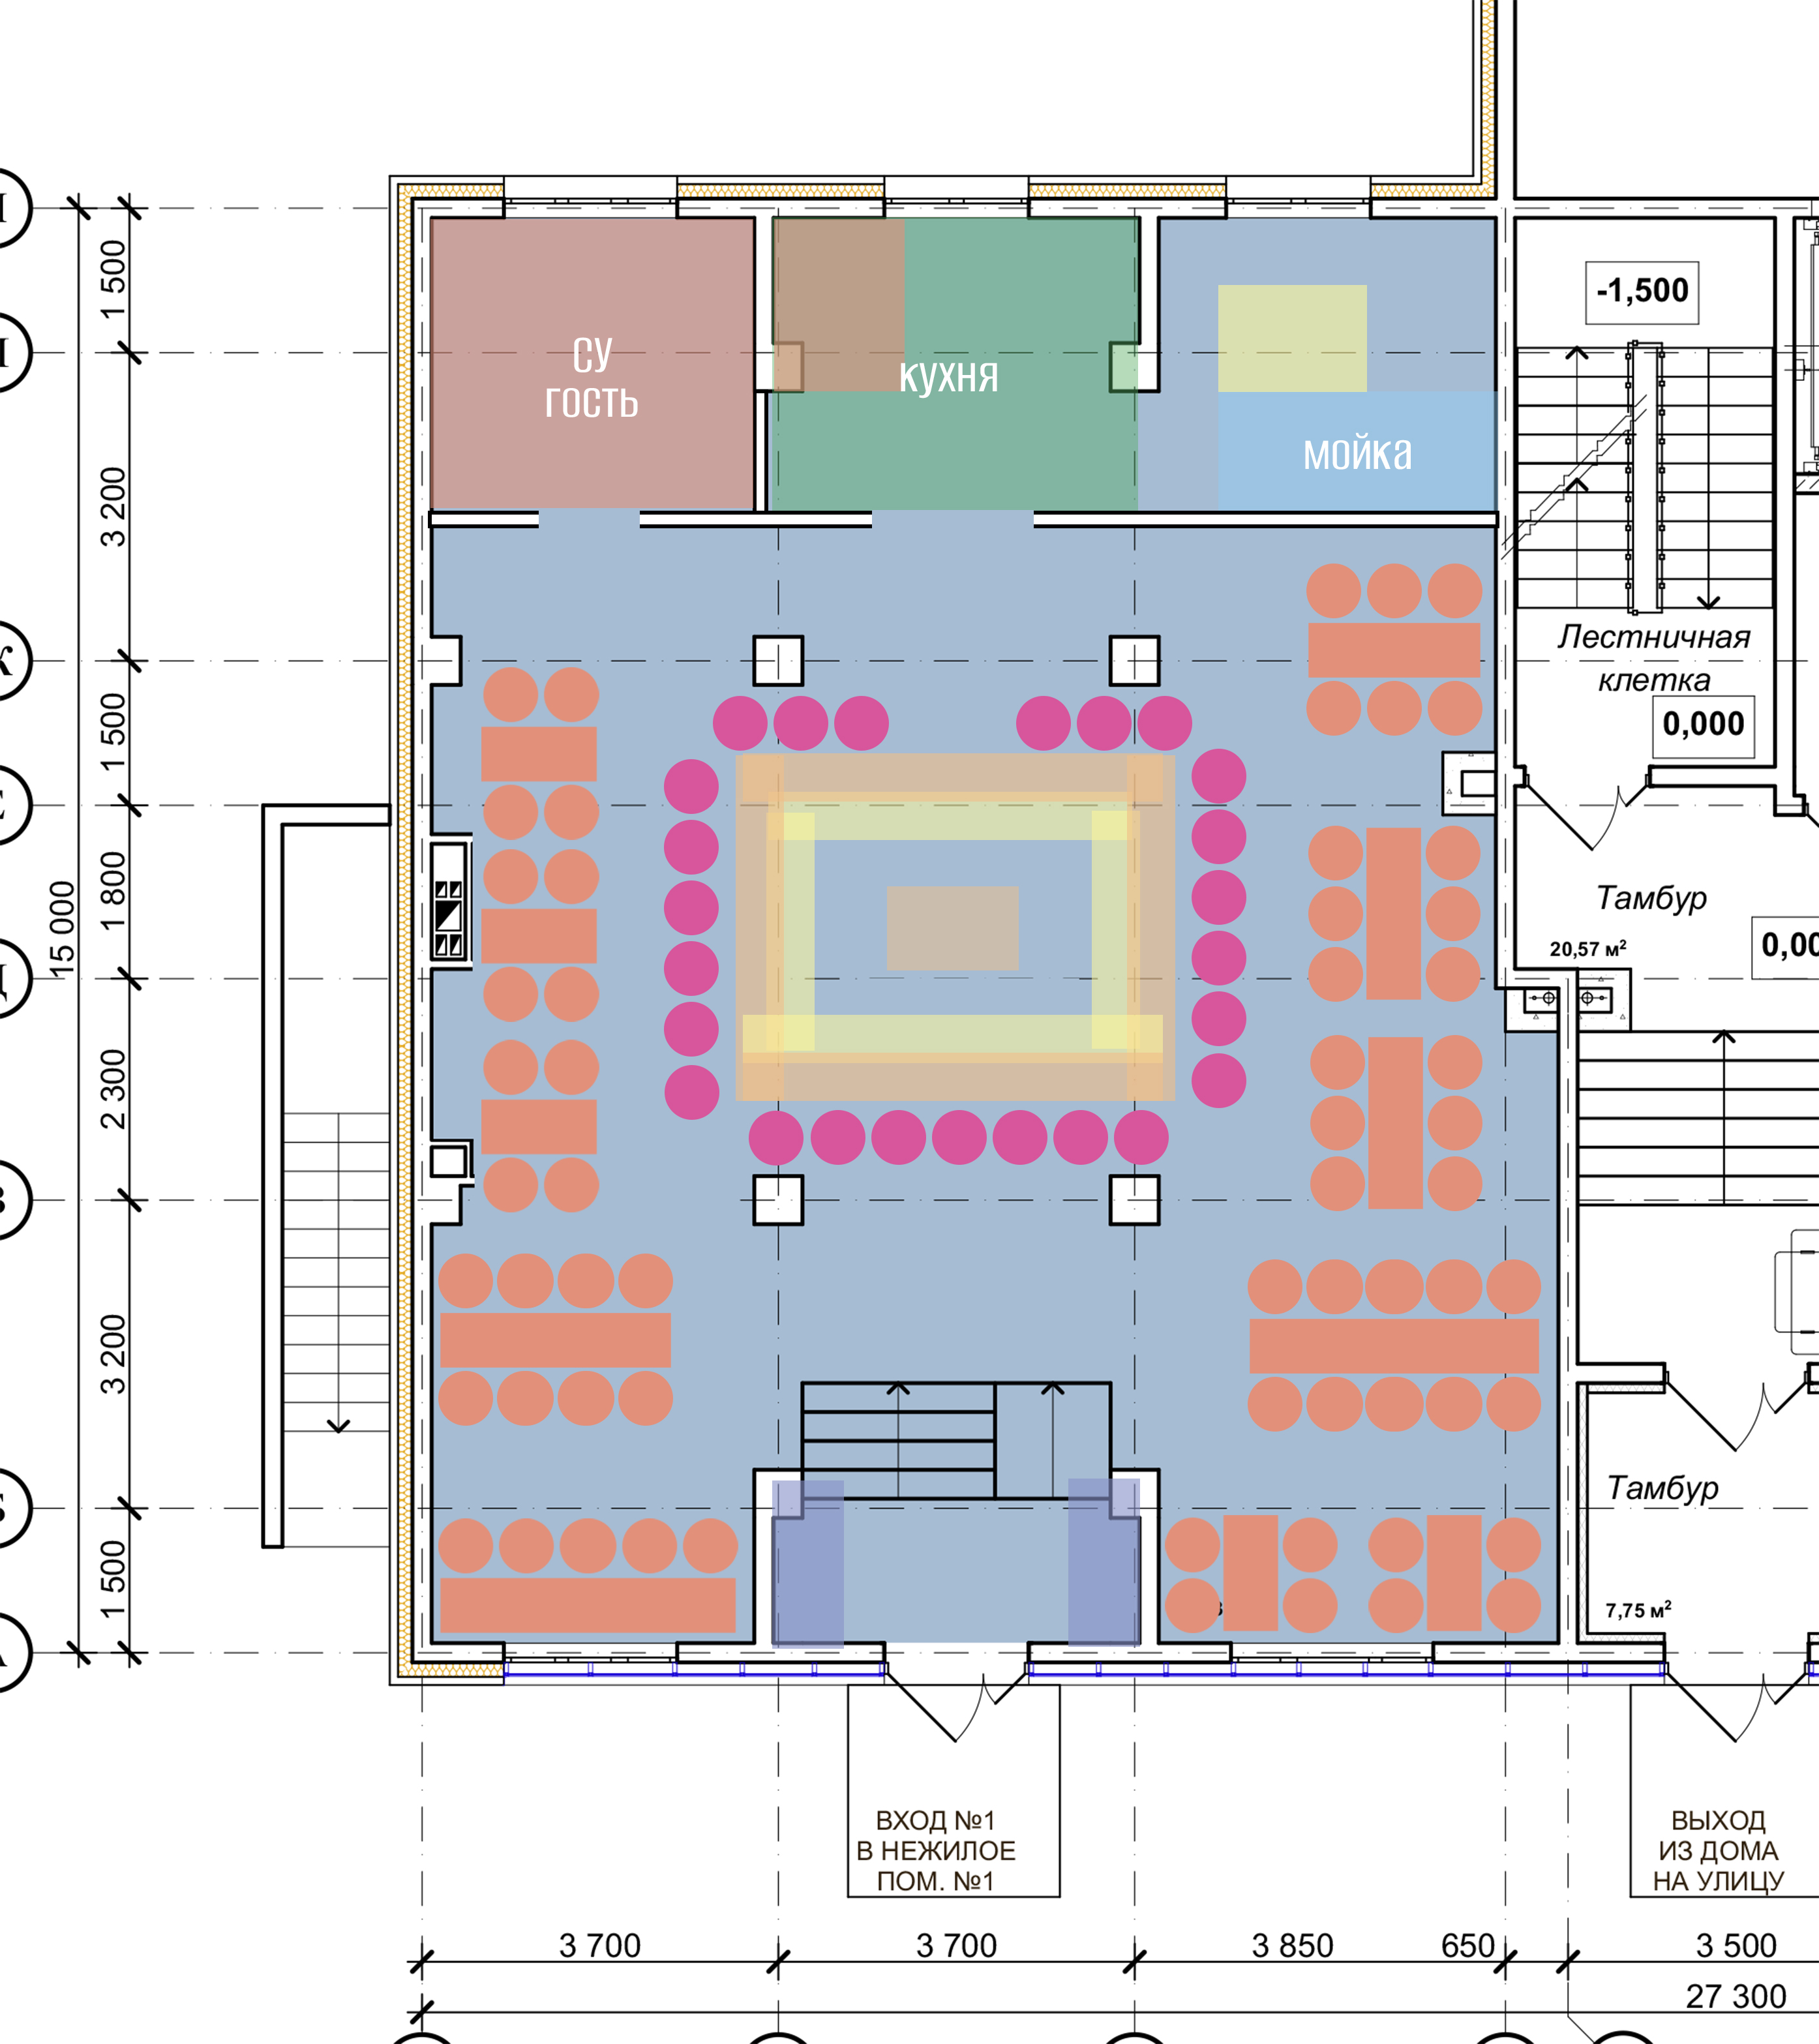 1 500
3 200
1 500
1 800
15 000
2 300
3 200
1 500
СУ
ГОСТЬ
КУХНЯ
МОЙКА
-1,500
Лестничная
клетка
0,000
Тамбур
20,57 м²
0,00
Тамбур
7,75 м²
ВХОД №1
В НЕЖИЛОЕ
ПОМ. №1
ВЫХОД
ИЗ ДОМА
НА УЛИЦУ
3 700
3 700
3 850
650
3 500
27 300